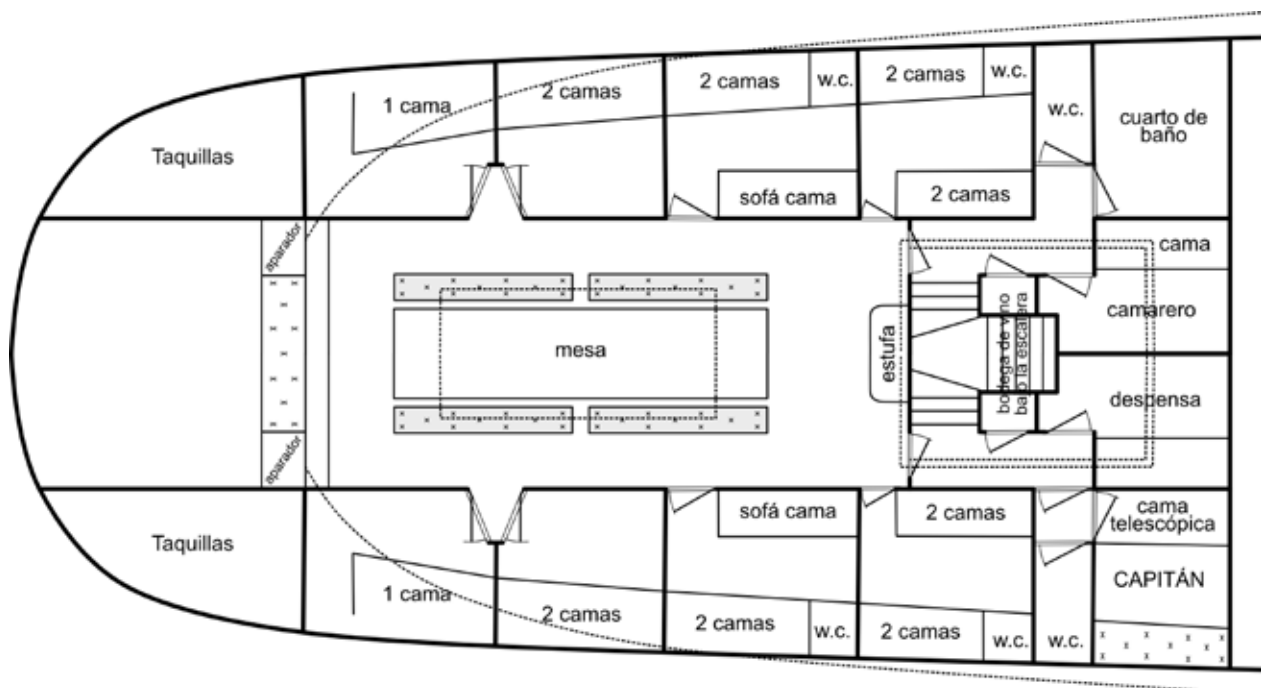 1 cama
2 camas
2 camas
w.c.
2 camas
w.c.
w.c.
cuarto de
baño
Taquillas
sofá cama
2 camas
aparador
cama
camarero
mesa
estufa
bodega de vino
bajo la escalera
despensa
aparador
sofá cama
2 camas
cama
telescópica
Taquillas
CAPITÁN
1 cama
2 camas
2 camas
w.c.
2 camas
w.c.
w.c.